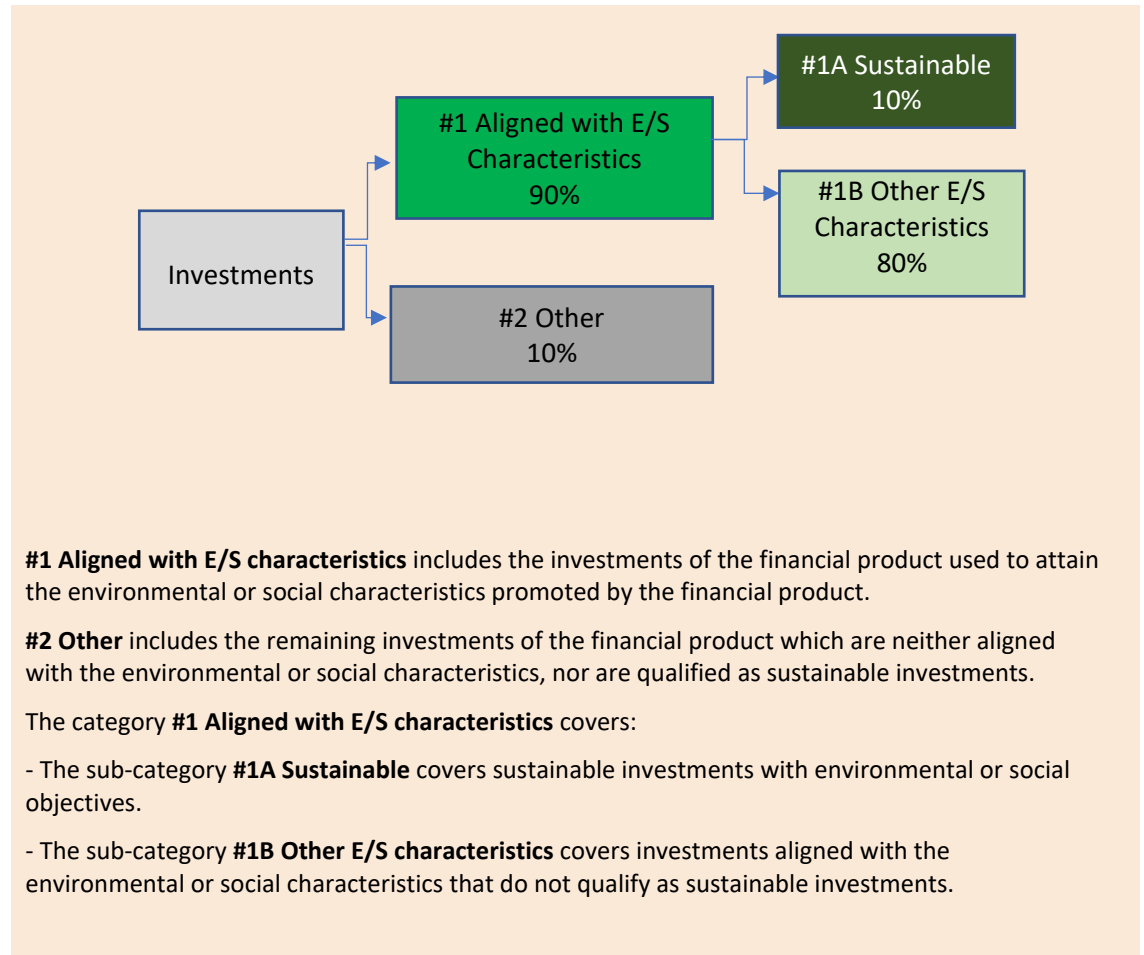 #1A Sustainable
10%
#1 Aligned with E/S
Characteristics
90%
#1B Other E/S
Characteristics
80%
Investments
#2 Other
10%
#1 Aligned with E/S characteristics includes the investments of the financial product used to attain
the environmental or social characteristics promoted by the financial product.
#2 Other includes the remaining investments of the financial product which are neither aligned
with the environmental or social characteristics, nor are qualified as sustainable investments.
The category #1 Aligned with E/S characteristics covers:
- The sub-category #1A Sustainable covers sustainable investments with environmental or social
objectives.
- The sub-category #1B Other E/S characteristics covers investments aligned with the
environmental or social characteristics that do not qualify as sustainable investments.